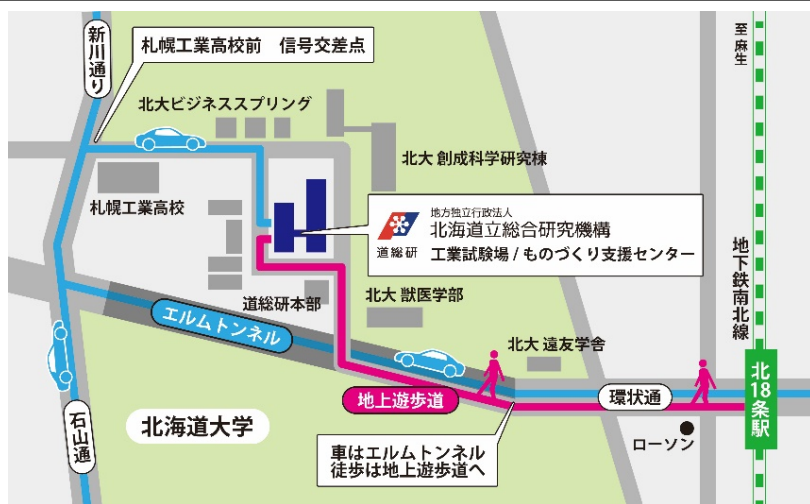 新川通り
札幌工業高校前　信号交差点
至 麻生
北大ビジネススプリング
北大 創成科学研究棟
札幌工業高校
道総研
地方独立行政法人
北海道立総合研究機構
工業試験場 / ものづくり支援センター
地下鉄南北線
道総研本部
北大 獣医学部
エルムトンネル
北大 遠友学舎
北18条駅
地上遊歩道
環状通
石山通
北海道大学
車はエルムトンネル
徒歩は地上遊歩道へ
ローソン